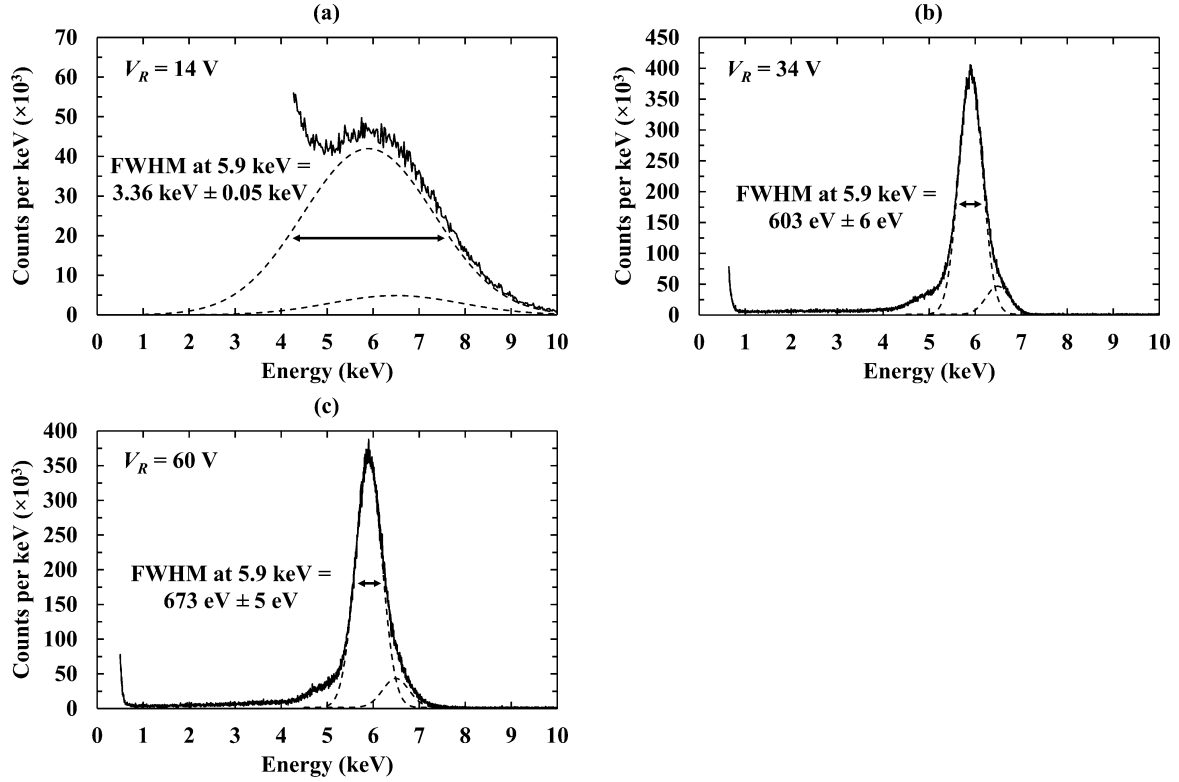 (a)
70
60
50
40
30
20
10
0
Counts per keV (×10³)
V_R = 14 V
FWHM at 5.9 keV =
3.36 keV ± 0.05 keV
0 1 2 3 4 5 6 7 8 9 10
Energy (keV)
(b)
450
400
350
300
250
200
150
100
50
0
Counts per keV (×10³)
V_R = 34 V
FWHM at 5.9 keV =
603 eV ± 6 eV
0 1 2 3 4 5 6 7 8 9 10
Energy (keV)
(c)
400
350
300
250
200
150
100
50
0
Counts per keV (×10³)
V_R = 60 V
FWHM at 5.9 keV =
673 eV ± 5 eV
0 1 2 3 4 5 6 7 8 9 10
Energy (keV)